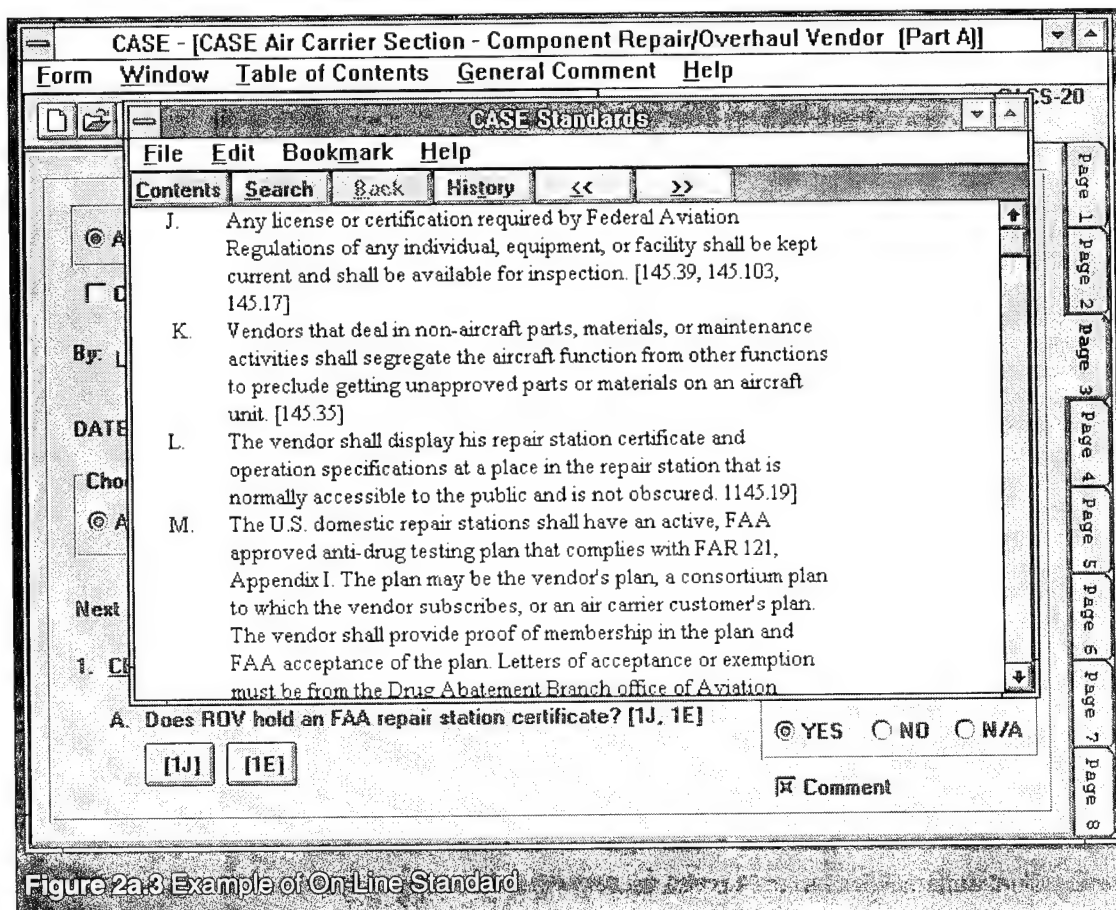 CASE - [CASE Air Carrier Section - Component Repair/Overhaul Vendor (Part A)]
Form Window Table of Contents General Comment Help
S-20
CASE Standards
File Edit Bookmark Help
Contents Search Back History << >>
J. Any license or certification required by Federal Aviation
Regulations of any individual, equipment, or facility shall be kept
current and shall be available for inspection. [145.39, 145.103,
145.17]
K. Vendors that deal in non-aircraft parts, materials, or maintenance
activities shall segregate the aircraft function from other functions
to preclude getting unapproved parts or materials on an aircraft
unit. [145.35]
L. The vendor shall display his repair station certificate and
operation specifications at a place in the repair station that is
normally accessible to the public and is not obscured. 1145.19]
M. The U.S. domestic repair stations shall have an active, FAA
approved anti-drug testing plan that complies with FAR 121,
Appendix I. The plan may be the vendor's plan, a consortium plan
to which the vendor subscribes, or an air carrier customer's plan.
The vendor shall provide proof of membership in the plan and
FAA acceptance of the plan. Letters of acceptance or exemption
must be from the Drug Abatement Branch office of Aviation
A
C
By: L
DATE
Choo
A
Next
1. CE
A. Does ROV hold an FAA repair station certificate? [1J, 1E]
[1J] [1E]
YES NO N/A
Comment
Page 1
Page 2
Page 3
Page 4
Page 5
Page 6
Page 7
Page 8
Figure 2a.3 Example of On-Line Standard